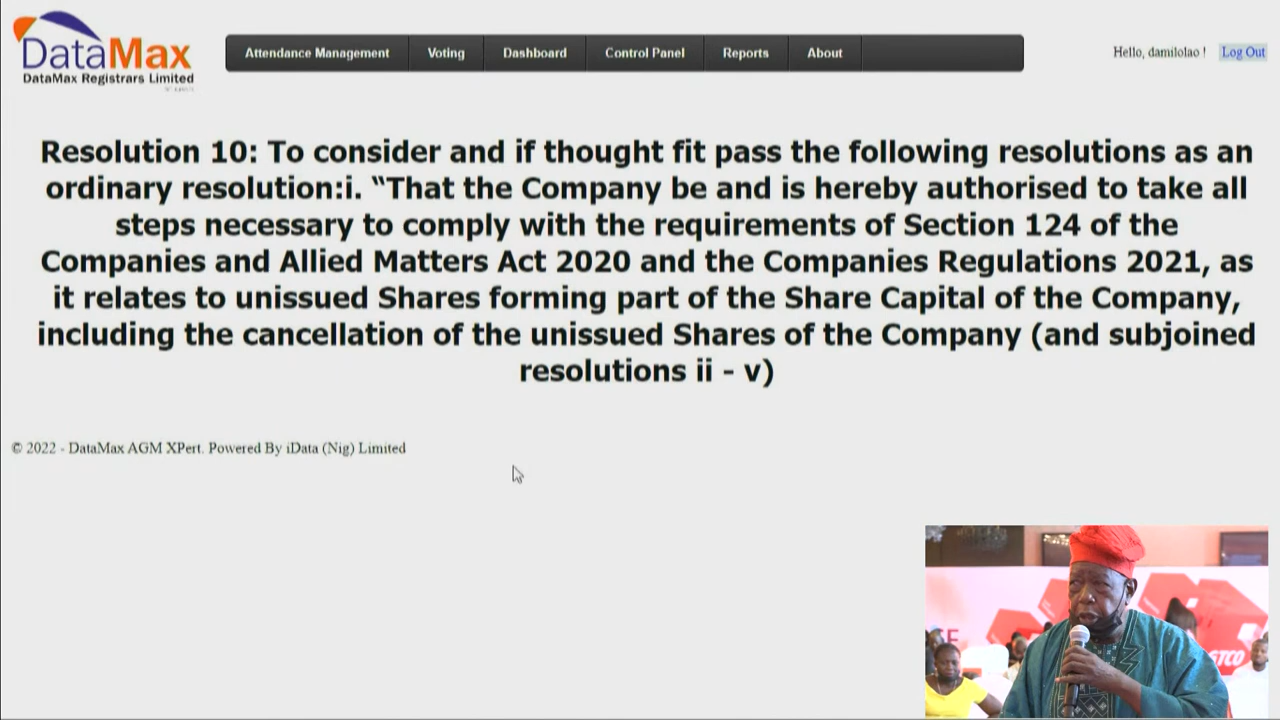 DataMax
DataMax Registrars Limited
Attendance Management Voting Dashboard Control Panel Reports About
Hello, damilolao ! Log Out
Resolution 10: To consider and if thought fit pass the following resolutions as an
ordinary resolution:i. “That the Company be and is hereby authorised to take all
steps necessary to comply with the requirements of Section 124 of the
Companies and Allied Matters Act 2020 and the Companies Regulations 2021, as
it relates to unissued Shares forming part of the Share Capital of the Company,
including the cancellation of the unissued Shares of the Company (and subjoined
resolutions ii - v)
© 2022 - DataMax AGM XPert. Powered By iData (Nig) Limited
GTCO